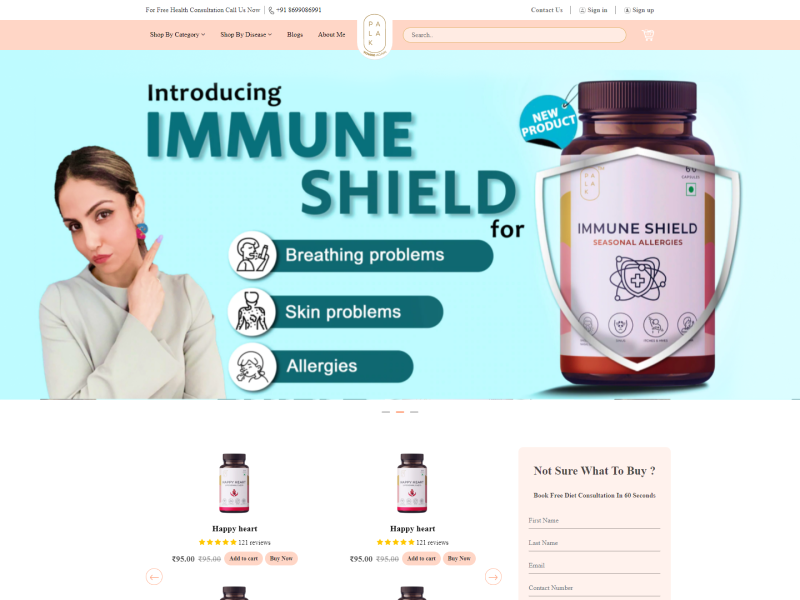 For Free Health Consultation Call Us Now
+91 8699086991
Contact Us
Sign in
Sign up
Shop By Category
Shop By Disease
Blogs
About Me
PALAK
Search..
Introducing
IMMUNE
SHIELD
for
Breathing problems
Skin problems
Allergies
NEW
PRODUCT
PALAK
60
CAPSULES
IMMUNE SHIELD
SEASONAL ALLERGIES
HAPPY HEART
Happy heart
121 reviews
₹95.00 ₹95.00 Add to cart Buy Now
HAPPY HEART
Happy heart
121 reviews
₹95.00 ₹95.00 Add to cart Buy Now
Not Sure What To Buy ?
Book Free Diet Consultation In 60 Seconds
First Name
Last Name
Email
Contact Number